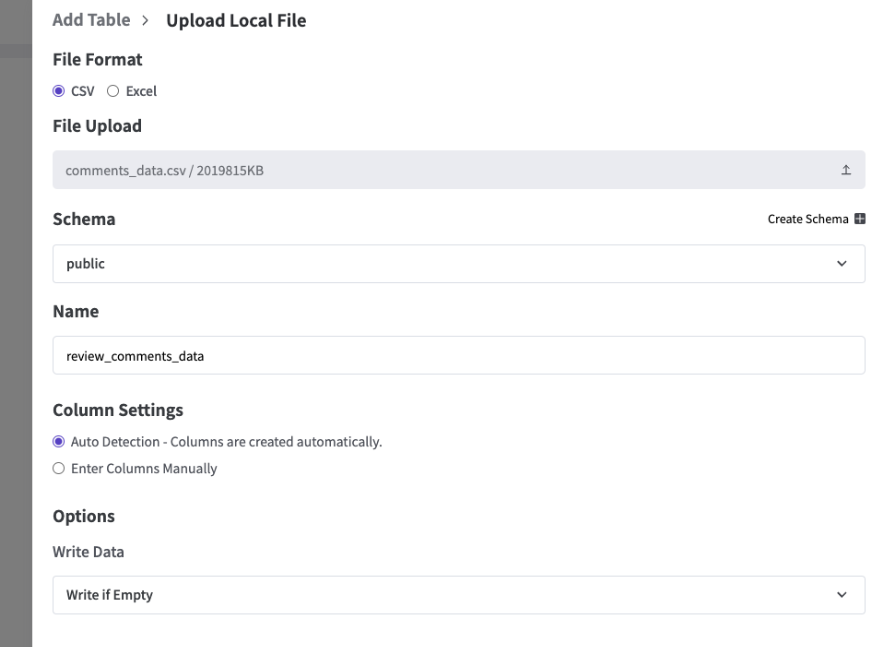 Add Table > Upload Local File
File Format
CSV Excel
File Upload
comments_data.csv / 2019815KB
Schema
Create Schema
public
Name
review_comments_data
Column Settings
Auto Detection - Columns are created automatically.
Enter Columns Manually
Options
Write Data
Write if Empty